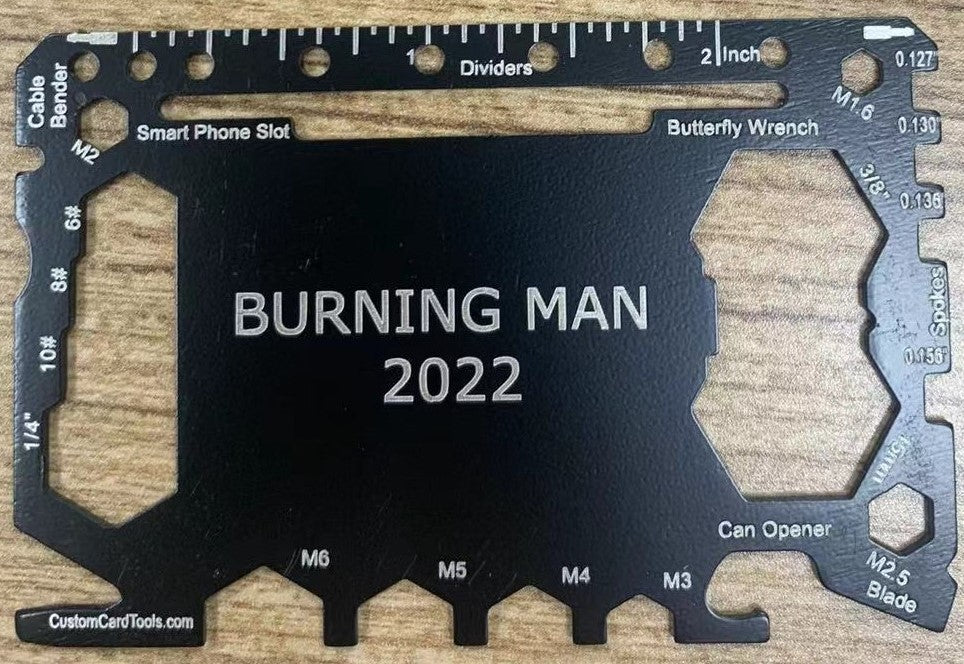 1
2 Inch
Dividers
0.127"
Cable
Bender
M2
Smart Phone Slot
Butterfly Wrench
M1.6
0.130
3/8"
0.136
6#
8#
10#
1/4"
Spokes
0.156"
BURNING MAN
2022
Can Opener
M2.5
Blade
M6
M5
M4
M3
CustomCardTools.com